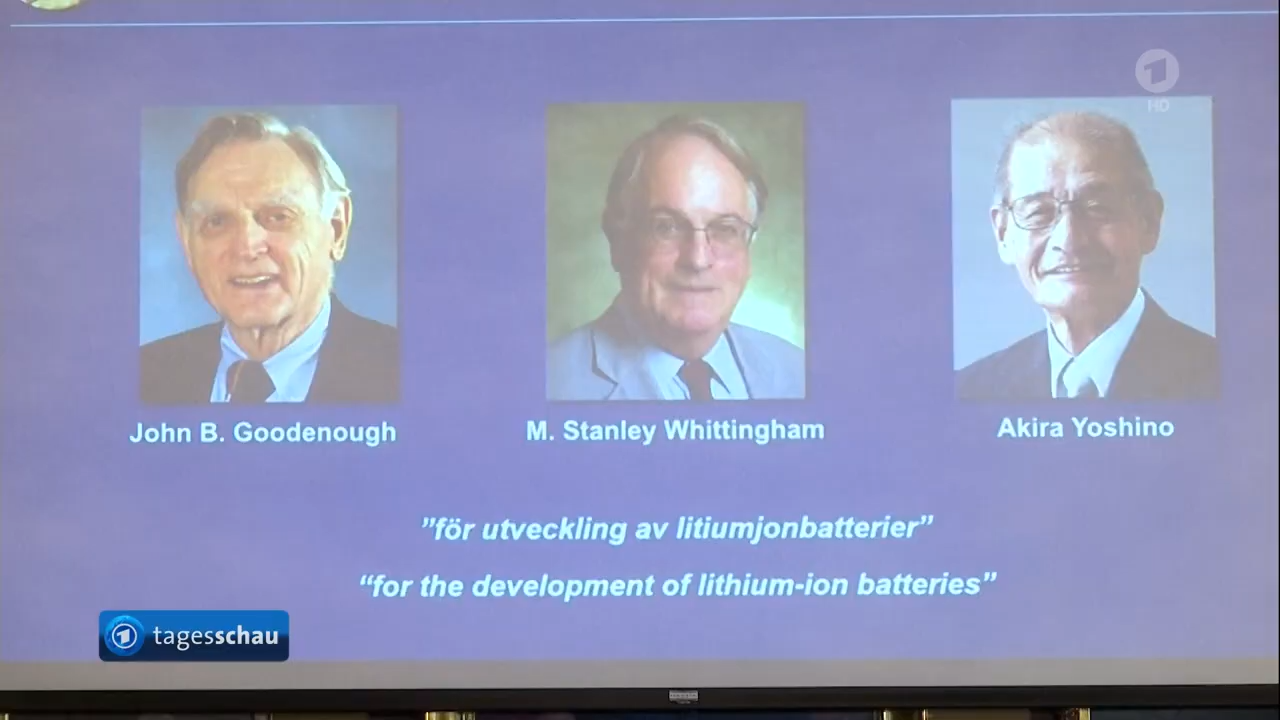 HD
John B. Goodenough
M. Stanley Whittingham
Akira Yoshino
”för utveckling av litiumjonbatterier”
“for the development of lithium-ion batteries”
1 tagesschau